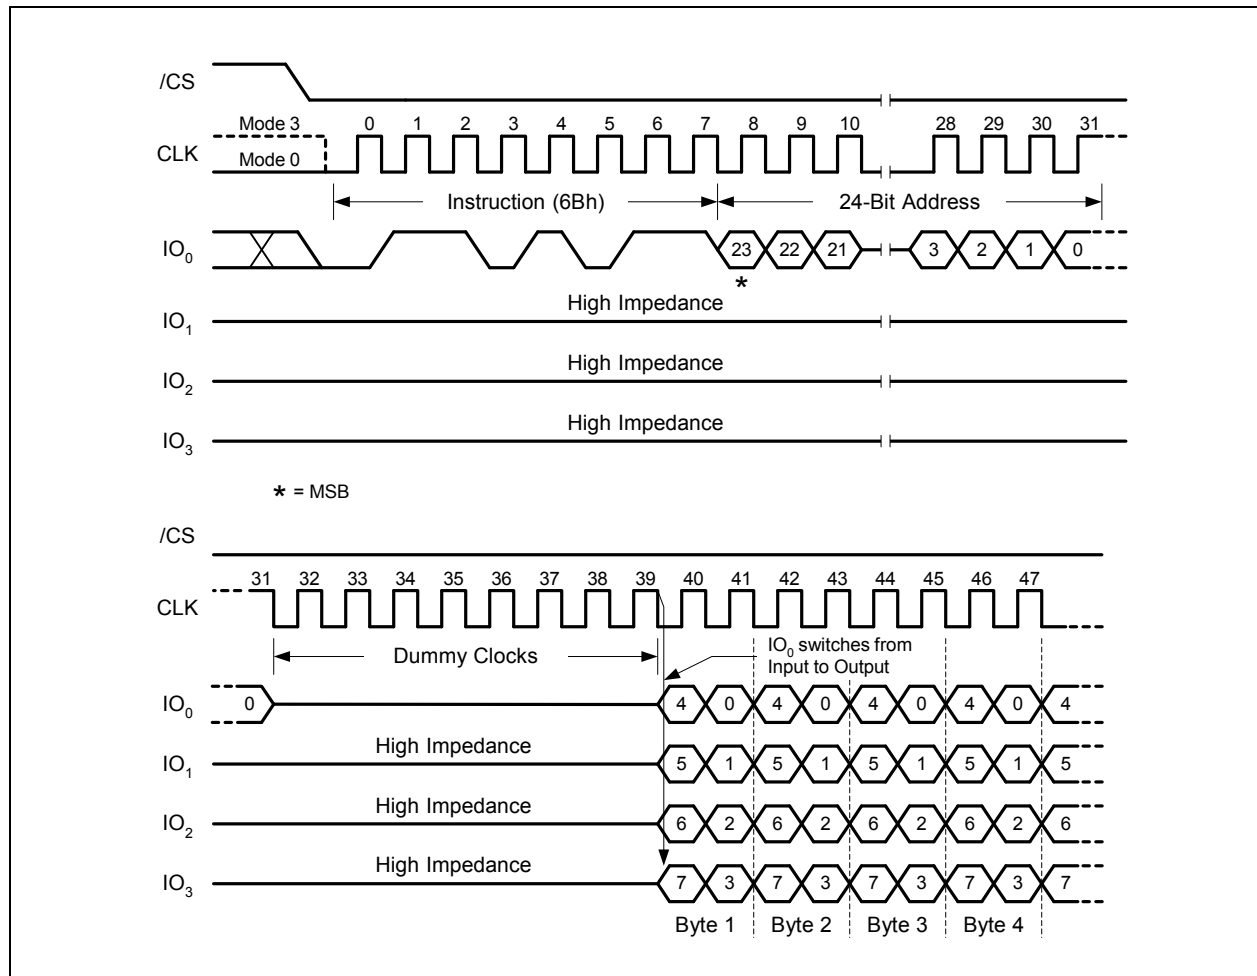 /CS
Mode 3 0 1 2 3 4 5 6 7 8 9 10 28 29 30 31
CLK
Mode 0
Instruction (6Bh) 24-Bit Address
IO0 23 22 21 3 2 1 0
*
High Impedance
IO1
High Impedance
IO2
High Impedance
IO3
* = MSB
/CS
31 32 33 34 35 36 37 38 39 40 41 42 43 44 45 46 47
CLK
Dummy Clocks
IO0 switches from
Input to Output
IO0 0 4 0 4 0 4 0 4 0 4
High Impedance
IO1 5 1 5 1 5 1 5 1 5
High Impedance
IO2 6 2 6 2 6 2 6 2 6
High Impedance
IO3 7 3 7 3 7 3 7 3 7
Byte 1 Byte 2 Byte 3 Byte 4